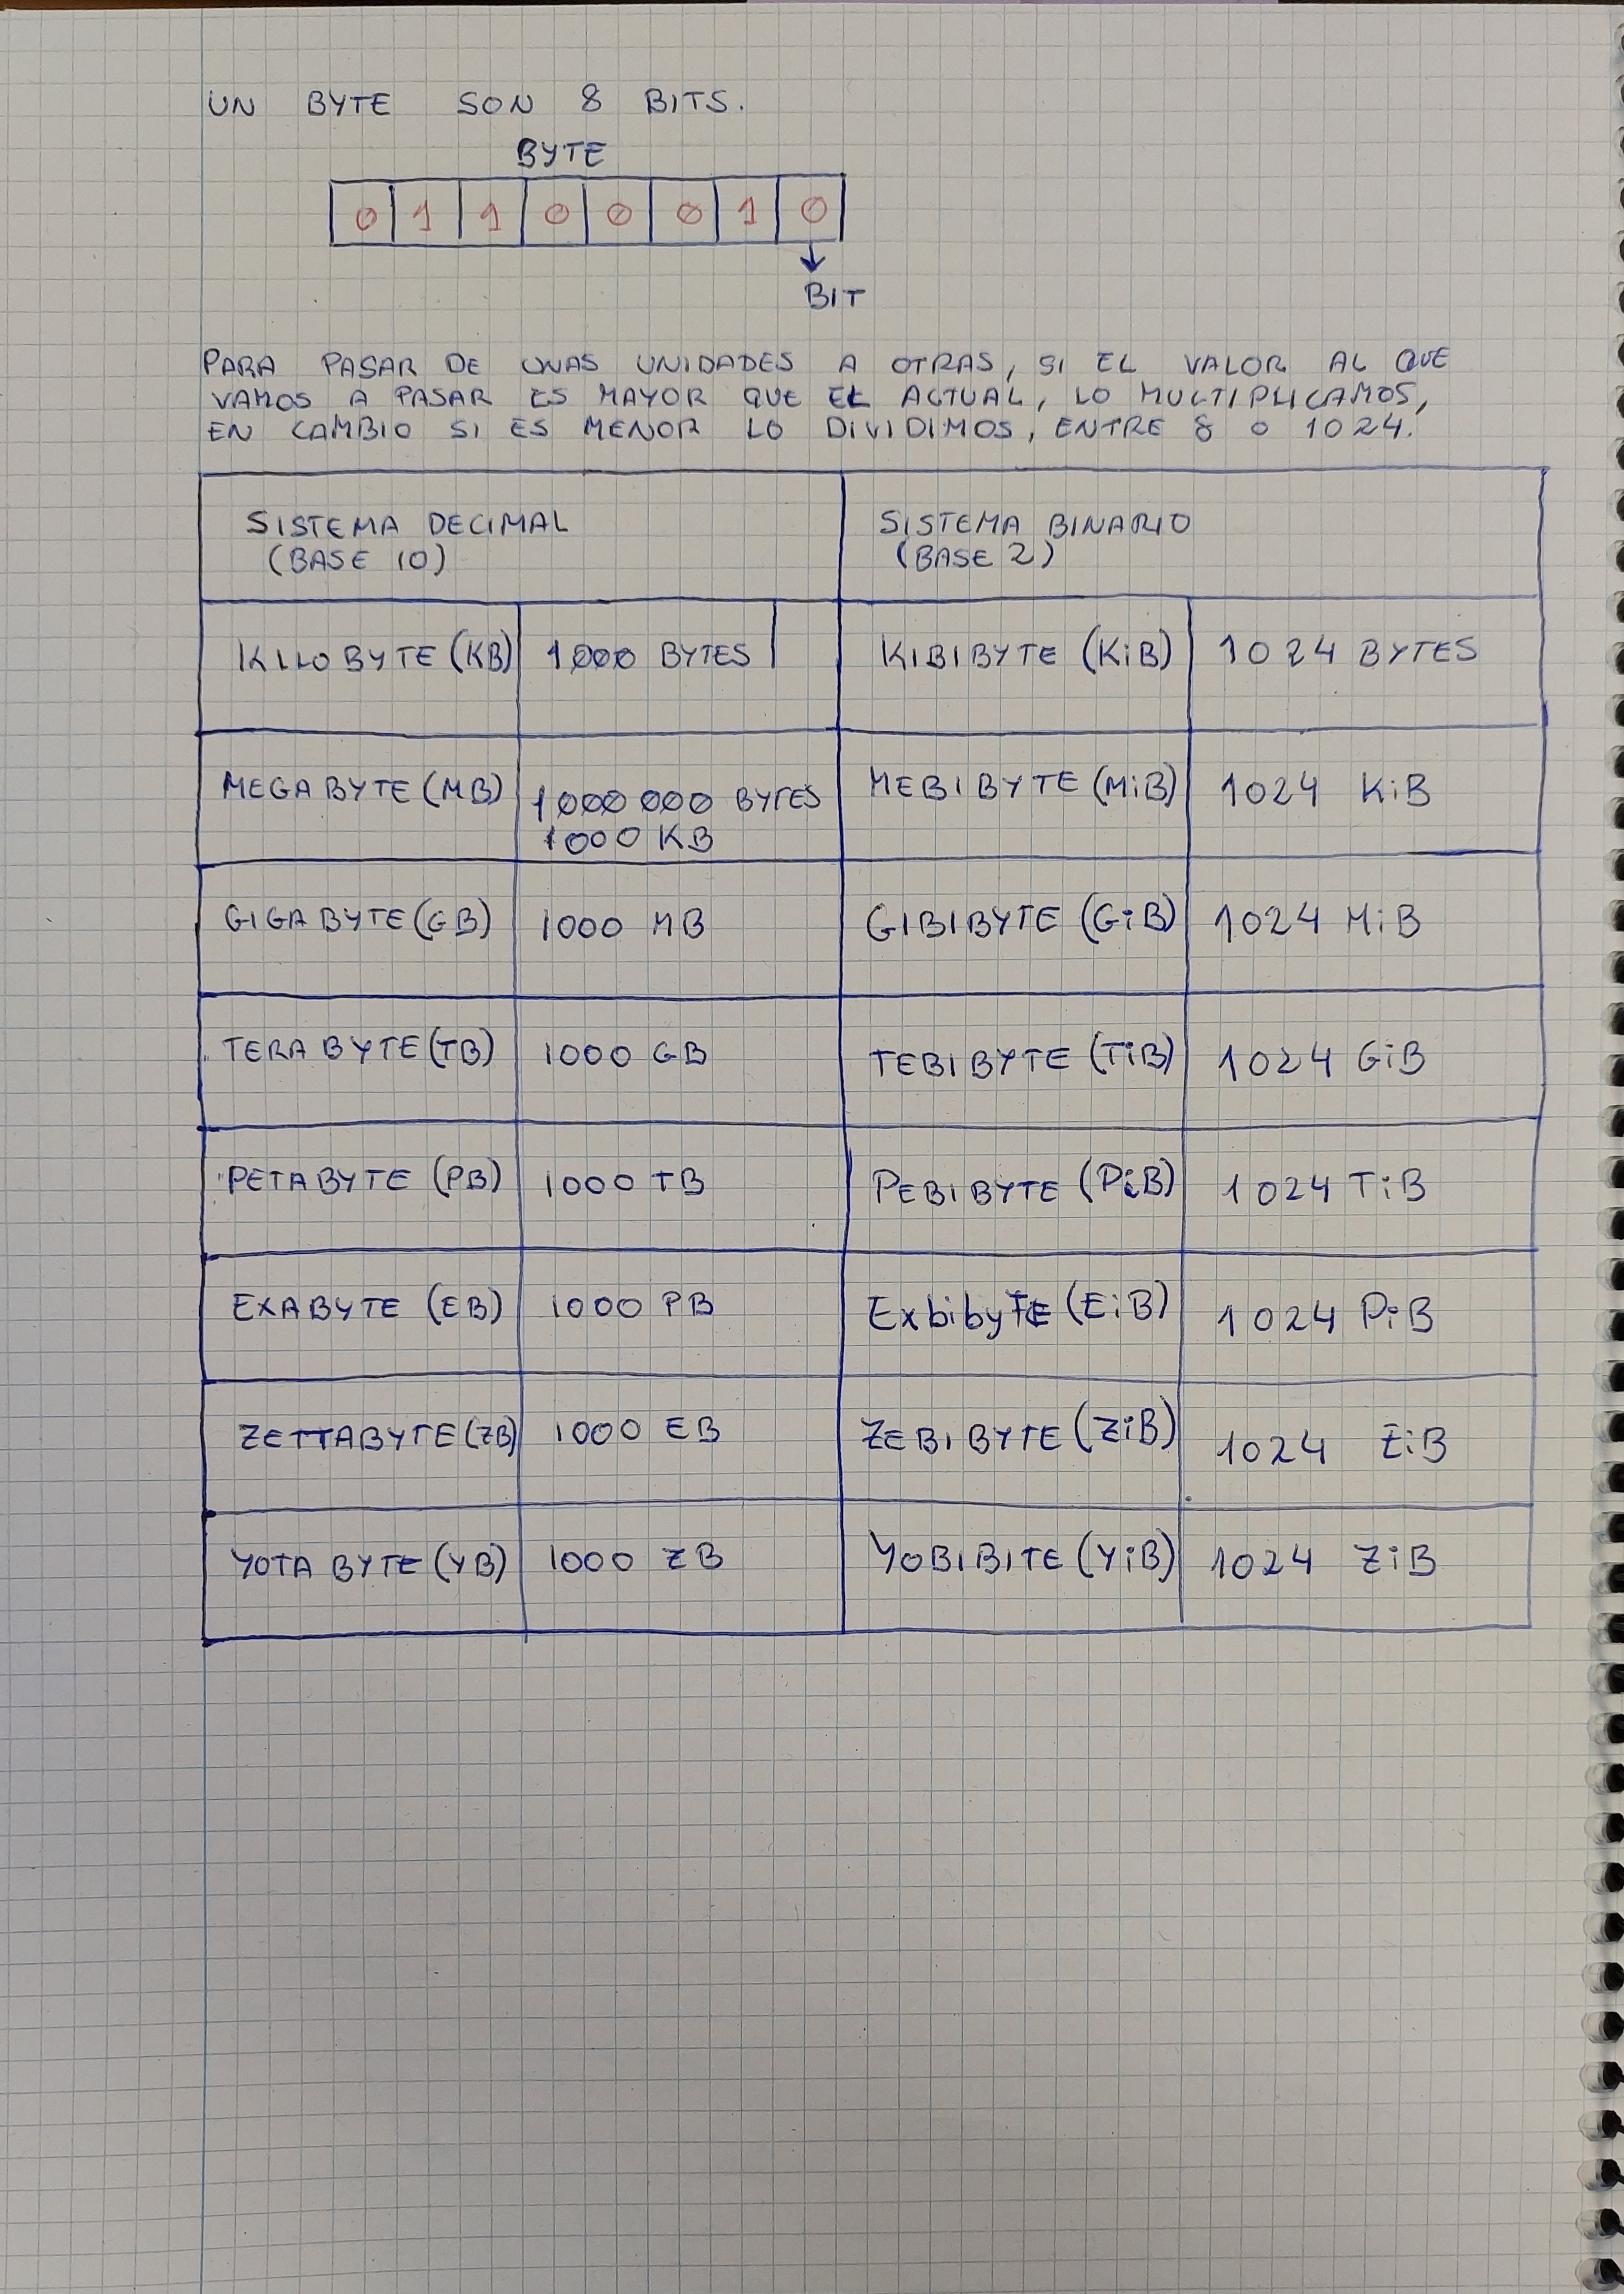 UN BYTE SON 8 BITS.
BYTE
0 1 1 0 0 0 1 0
BIT
PARA PASAR DE UNAS UNIDADES A OTRAS, SI EL VALOR AL QUE
VAMOS A PASAR ES MAYOR QUE EL ACTUAL, LO MULTIPLICAMOS,
EN CAMBIO SI ES MENOR LO DIVIDIMOS, ENTRE 8 O 1024.
SISTEMA DECIMAL
(BASE 10)
SISTEMA BINARIO
(BASE 2)
KILOBYTE (KB) 1000 BYTES KIBIBYTE (KiB) 1024 BYTES
MEGABYTE (MB) 1000 000 BYTES
1000 KB
MEBIBYTE (MiB) 1024 KiB
GIGABYTE (GB) 1000 MB GIBIBYTE (GiB) 1024 MiB
TERABYTE (TB) 1000 GB TEBIBYTE (TiB) 1024 GiB
PETABYTE (PB) 1000 TB PEBIBYTE (PiB) 1024 TiB
EXABYTE (EB) 1000 PB ExbibyTE (EiB) 1024 PiB
ZETTABYTE (ZB) 1000 EB ZEBIBYTE (ZiB) 1024 EiB
YOTABYTE (YB) 1000 ZB YOBIBITE (YiB) 1024 ZiB